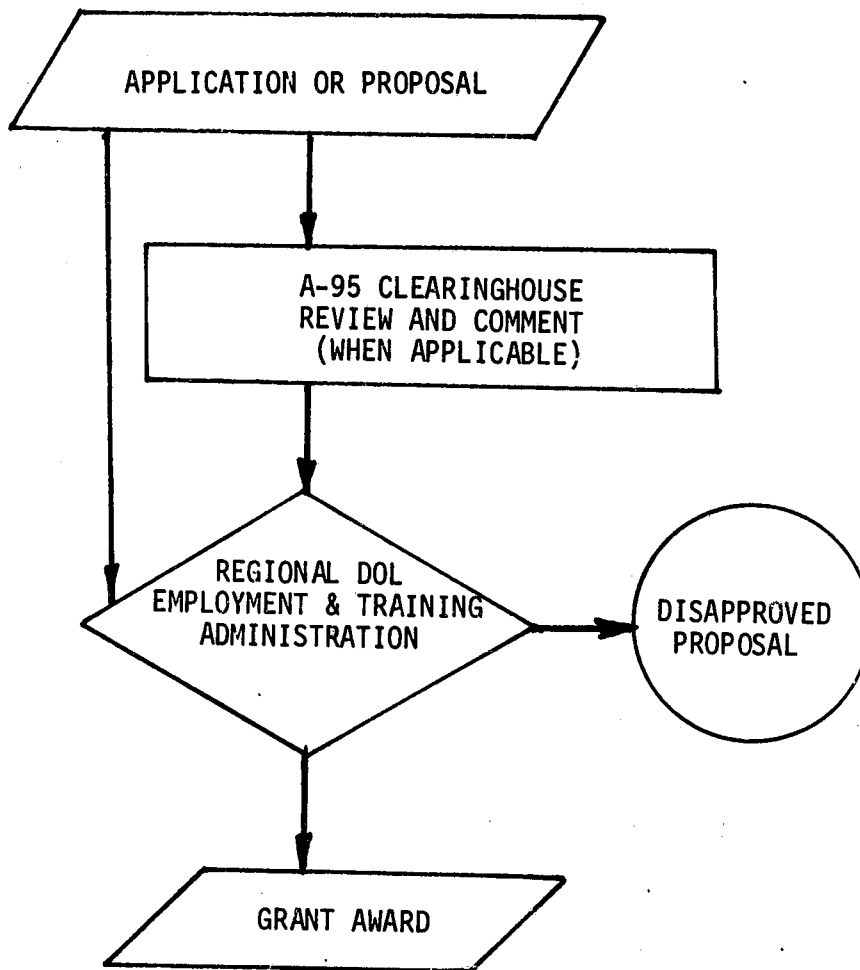 APPLICATION OR PROPOSAL
A-95 CLEARINGHOUSE
REVIEW AND COMMENT
(WHEN APPLICABLE)
REGIONAL DOL
EMPLOYMENT & TRAINING
ADMINISTRATION
DISAPPROVED
PROPOSAL
GRANT AWARD